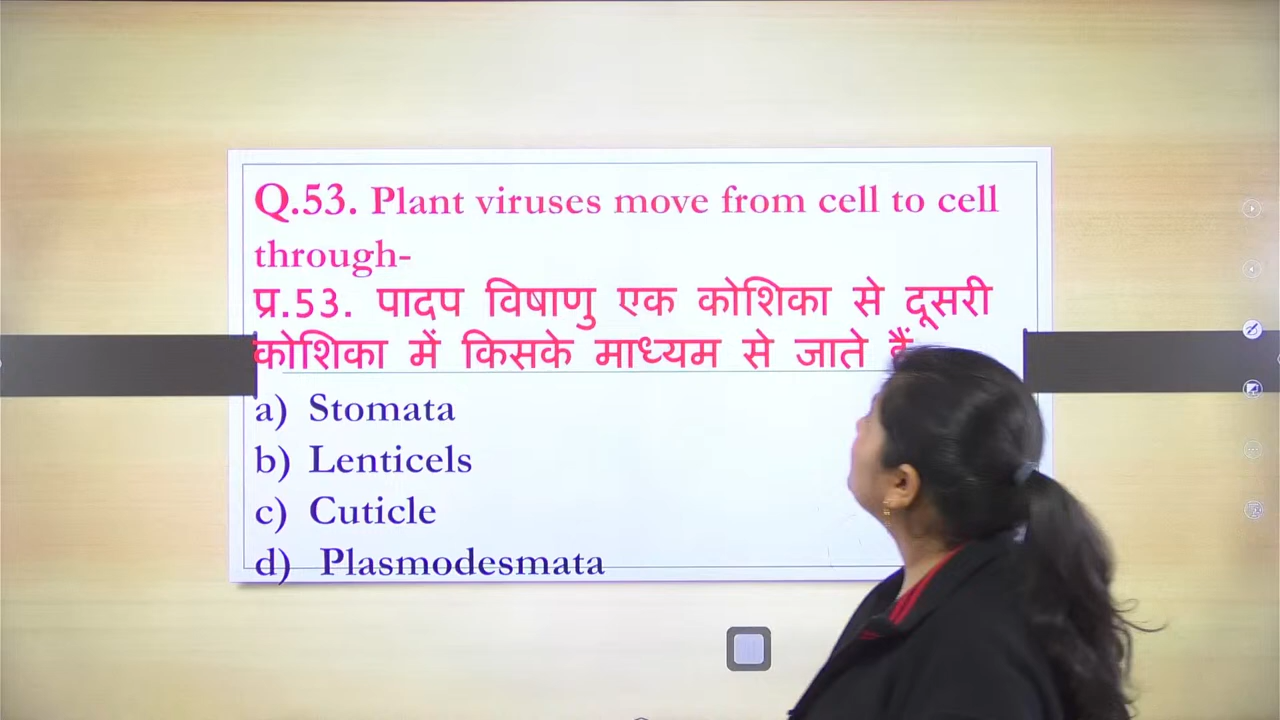 Q.53. Plant viruses move from cell to cell
through-
प्र.53. पादप विषाणु एक कोशिका से दूसरी
कोशिका में किसके माध्यम से जाते हैं
a) Stomata
b) Lenticels
c) Cuticle
d) Plasmodesmata